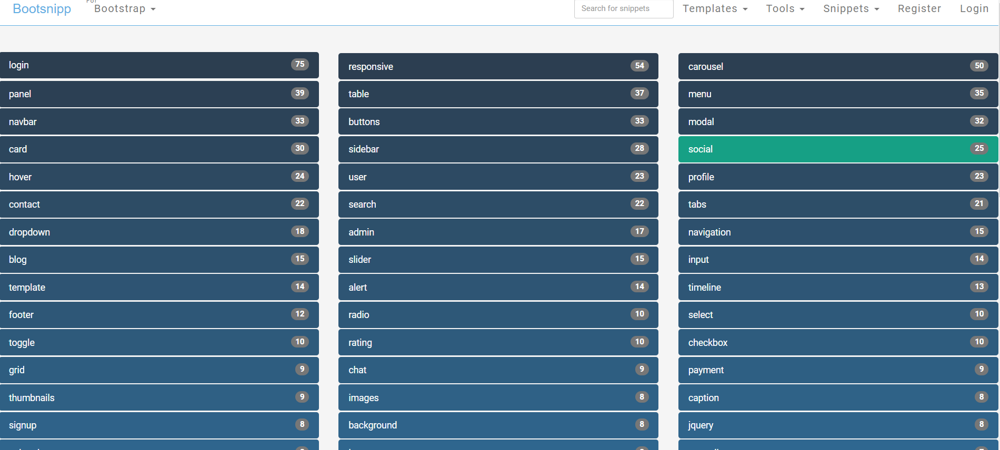 Bootsnipp For Bootstrap Search for snippets Templates Tools Snippets Register Login
login 75 responsive 54 carousel 50
panel 39 table 37 menu 35
navbar 33 buttons 33 modal 32
card 30 sidebar 28 social 25
hover 24 user 23 profile 23
contact 22 search 22 tabs 21
dropdown 18 admin 17 navigation 15
blog 15 slider 15 input 14
template 14 alert 14 timeline 13
footer 12 radio 10 select 10
toggle 10 rating 10 checkbox 10
grid 9 chat 9 payment 9
thumbnails 9 images 8 caption 8
signup 8 background 8 jquery 8